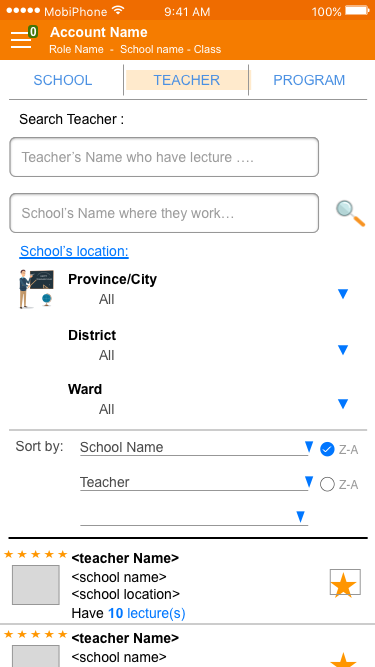 MobiPhone 9:41 AM 100%
0 Account Name
Role Name - School name - Class
SCHOOL TEACHER PROGRAM
Search Teacher :
Teacher's Name who have lecture ....
School's Name where they work...
School's location:
Province/City
All
District
All
Ward
All
Sort by: School Name Z-A
Teacher Z-A
<teacher Name>
<school name>
<school location>
Have 10 lecture(s)
<teacher Name>
<school name>